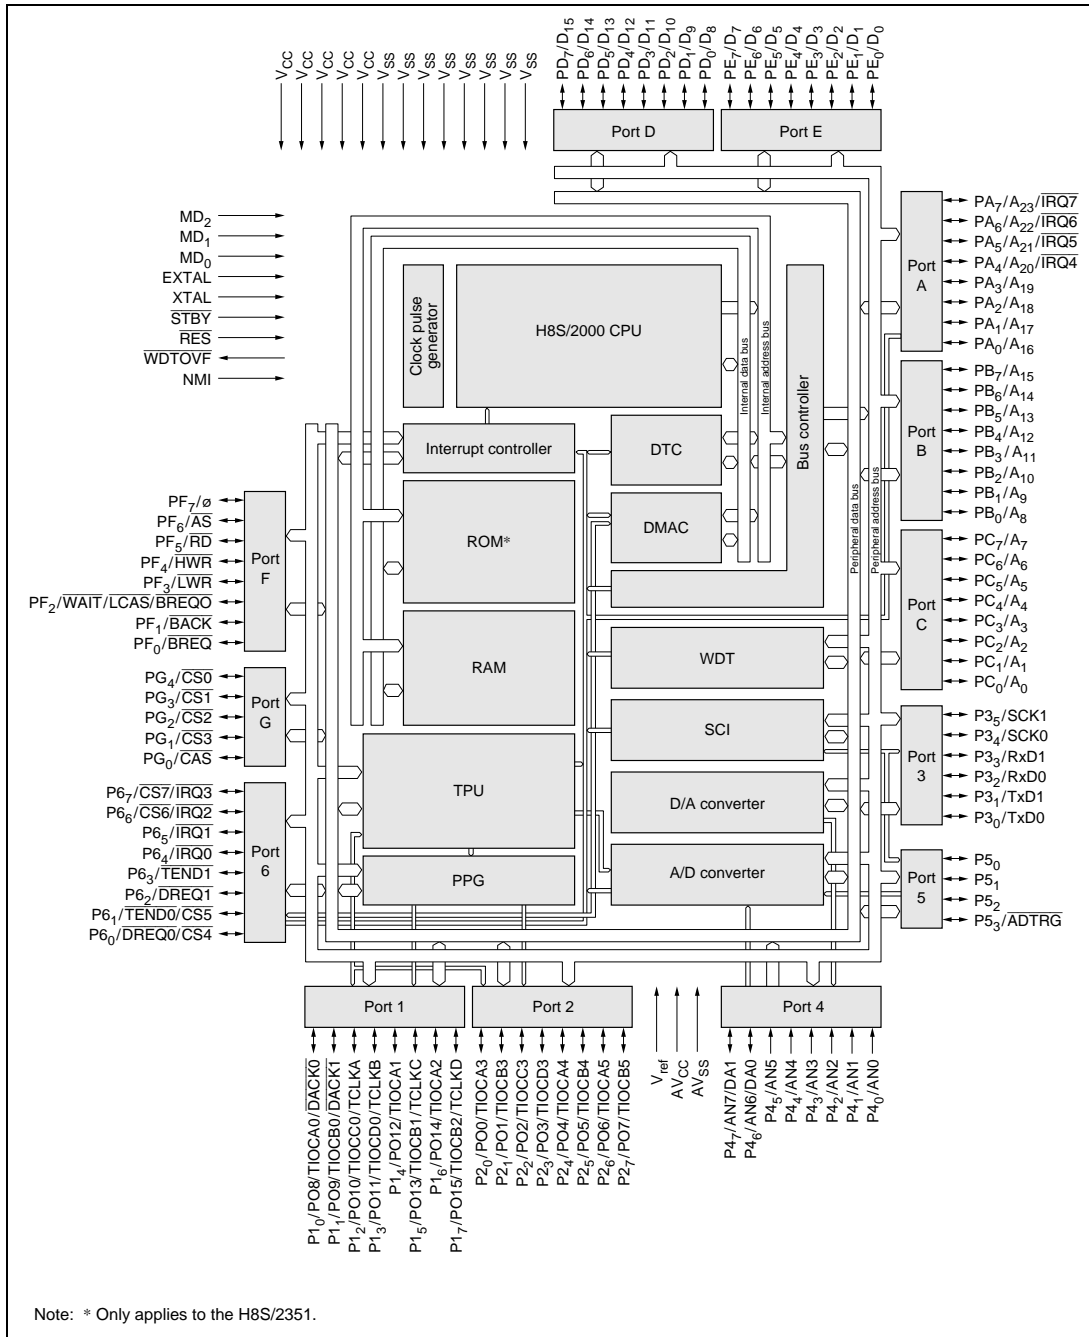 VCC
VCC
VCC
VCC
VCC
VSS
VSS
VSS
VSS
VSS
VSS
VSS
VSS
PD7/D15
PD6/D14
PD5/D13
PD4/D12
PD3/D11
PD2/D10
PD1/D9
PD0/D8
PE7/D7
PE6/D6
PE5/D5
PE4/D4
PE3/D3
PE2/D2
PE1/D1
PE0/D0
Port D
Port E
MD2
MD1
MD0
EXTAL
XTAL
STBY
RES
WDTOVF
NMI
Clock pulse
generator
H8S/2000 CPU
Internal data bus
Internal address bus
Bus controller
Peripheral data bus
Peripheral address bus
Port
A
PA7/A23/IRQ7
PA6/A22/IRQ6
PA5/A21/IRQ5
PA4/A20/IRQ4
PA3/A19
PA2/A18
PA1/A17
PA0/A16
Port
B
PB7/A15
PB6/A14
PB5/A13
PB4/A12
PB3/A11
PB2/A10
PB1/A9
PB0/A8
Interrupt controller
DTC
DMAC
ROM*
RAM
PF7/ø
PF6/AS
PF5/RD
PF4/HWR
PF3/LWR
PF2/WAIT/LCAS/BREQO
PF1/BACK
PF0/BREQ
Port
F
Port
C
PC7/A7
PC6/A6
PC5/A5
PC4/A4
PC3/A3
PC2/A2
PC1/A1
PC0/A0
PG4/CS0
PG3/CS1
PG2/CS2
PG1/CS3
PG0/CAS
Port
G
WDT
SCI
D/A converter
A/D converter
TPU
PPG
Port
3
P35/SCK1
P34/SCK0
P33/RxD1
P32/RxD0
P31/TxD1
P30/TxD0
P67/CS7/IRQ3
P66/CS6/IRQ2
P65/IRQ1
P64/IRQ0
P63/TEND1
P62/DREQ1
P61/TEND0/CS5
P60/DREQ0/CS4
Port
6
Port
5
P50
P51
P52
P53/ADTRG
Port 1
Port 2
Port 4
P10/PO8/TIOCA0/DACK0
P11/PO9/TIOCB0/DACK1
P12/PO10/TIOCC0/TCLKA
P13/PO11/TIOCD0/TCLKB
P14/PO12/TIOCA1
P15/PO13/TIOCB1/TCLKC
P16/PO14/TIOCA2
P17/PO15/TIOCB2/TCLKD
P20/PO0/TIOCA3
P21/PO1/TIOCB3
P22/PO2/TIOCC3
P23/PO3/TIOCD3
P24/PO4/TIOCA4
P25/PO5/TIOCB4
P26/PO6/TIOCA5
P27/PO7/TIOCB5
Vref
AVCC
AVSS
P47/AN7/DA1
P46/AN6/DA0
P45/AN5
P44/AN4
P43/AN3
P42/AN2
P41/AN1
P40/AN0
Note: * Only applies to the H8S/2351.